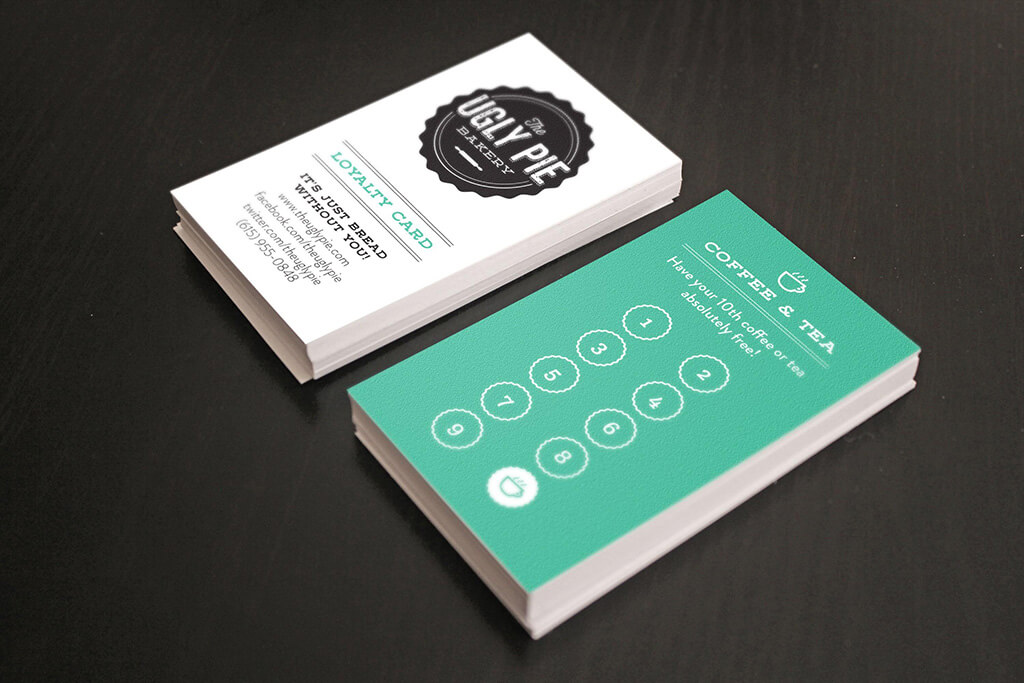 The
UGLY PIE
BAKERY
LOYALTY CARD
IT'S JUST BREAD
WITHOUT YOU!
www.theuglypie.com
facebook.com/theuglypie
twitter.com/theuglypie
(615) 955-0848
COFFEE & TEA
Have your 10th coffee or tea
absolutely free!
1 2
3 4
5 6
7 8
9